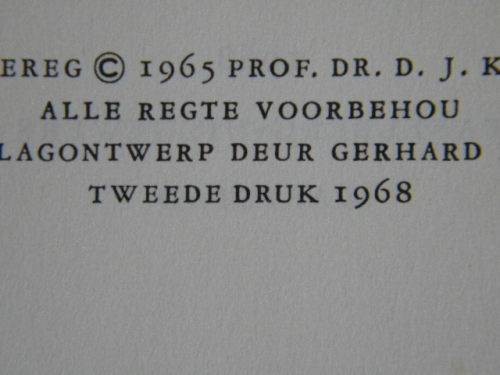 EREG © 1965 PROF. DR. D. J. K
ALLE REGTE VOORBEHOU
LAGONTWERP DEUR GERHARD
TWEEDE DRUK 1968